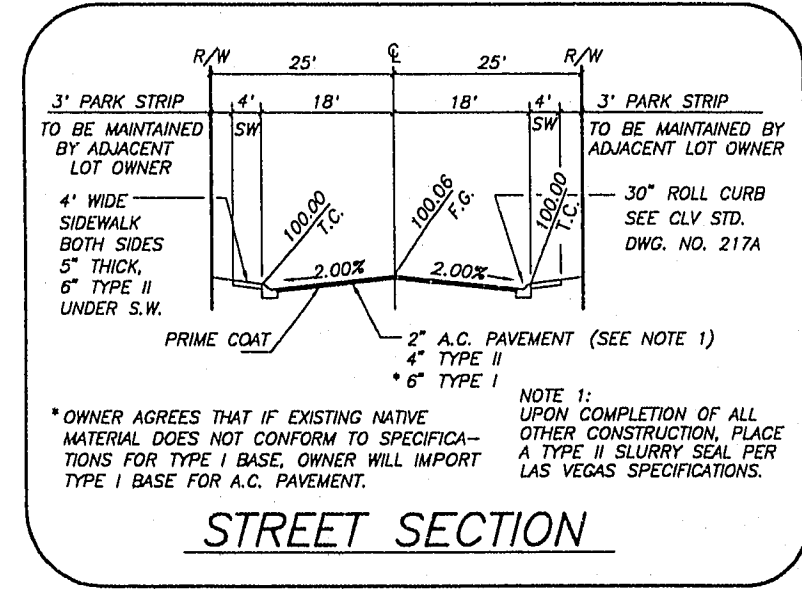 R/W ℄ R/W
25' 25'
3' PARK STRIP 4' 18' 18' 4' 3' PARK STRIP
SW SW
TO BE MAINTAINED
BY ADJACENT
LOT OWNER
TO BE MAINTAINED BY
ADJACENT LOT OWNER
4' WIDE
SIDEWALK
BOTH SIDES
5" THICK,
6" TYPE II
UNDER S.W.
100.00
T.C.
100.06
F.G.
100.00
T.C.
30" ROLL CURB
SEE CLV STD.
DWG. NO. 217A
2.00% 2.00%
PRIME COAT
2" A.C. PAVEMENT (SEE NOTE 1)
4" TYPE II
* 6" TYPE I
* OWNER AGREES THAT IF EXISTING NATIVE
MATERIAL DOES NOT CONFORM TO SPECIFICA-
TIONS FOR TYPE I BASE, OWNER WILL IMPORT
TYPE I BASE FOR A.C. PAVEMENT.
NOTE 1:
UPON COMPLETION OF ALL
OTHER CONSTRUCTION, PLACE
A TYPE II SLURRY SEAL PER
LAS VEGAS SPECIFICATIONS.
STREET SECTION